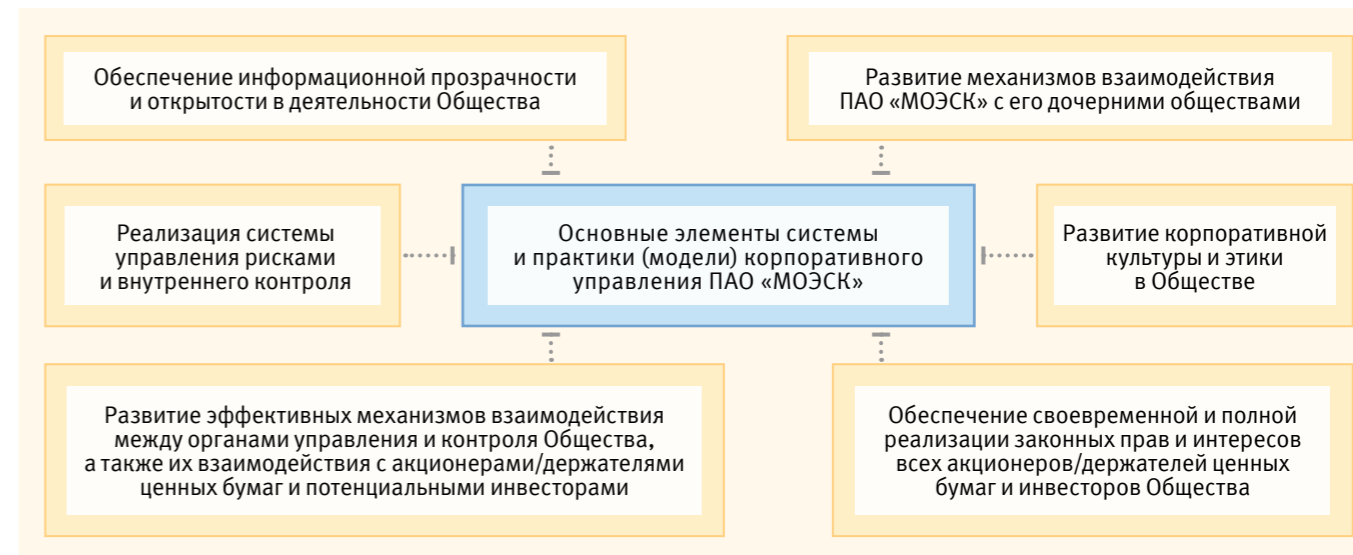 Обеспечение информационной прозрачности
и открытости в деятельности Общества
Развитие механизмов взаимодействия
ПАО «МОЭСК» с его дочерними обществами
Реализация системы
управления рисками
и внутреннего контроля
Основные элементы системы
и практики (модели) корпоративного
управления ПАО «МОЭСК»
Развитие корпоративной
культуры и этики
в Обществе
Развитие эффективных механизмов взаимодействия
между органами управления и контроля Общества,
а также их взаимодействия с акционерами/держателями
ценных бумаг и потенциальными инвесторами
Обеспечение своевременной и полной
реализации законных прав и интересов
всех акционеров/держателей ценных
бумаг и инвесторов Общества